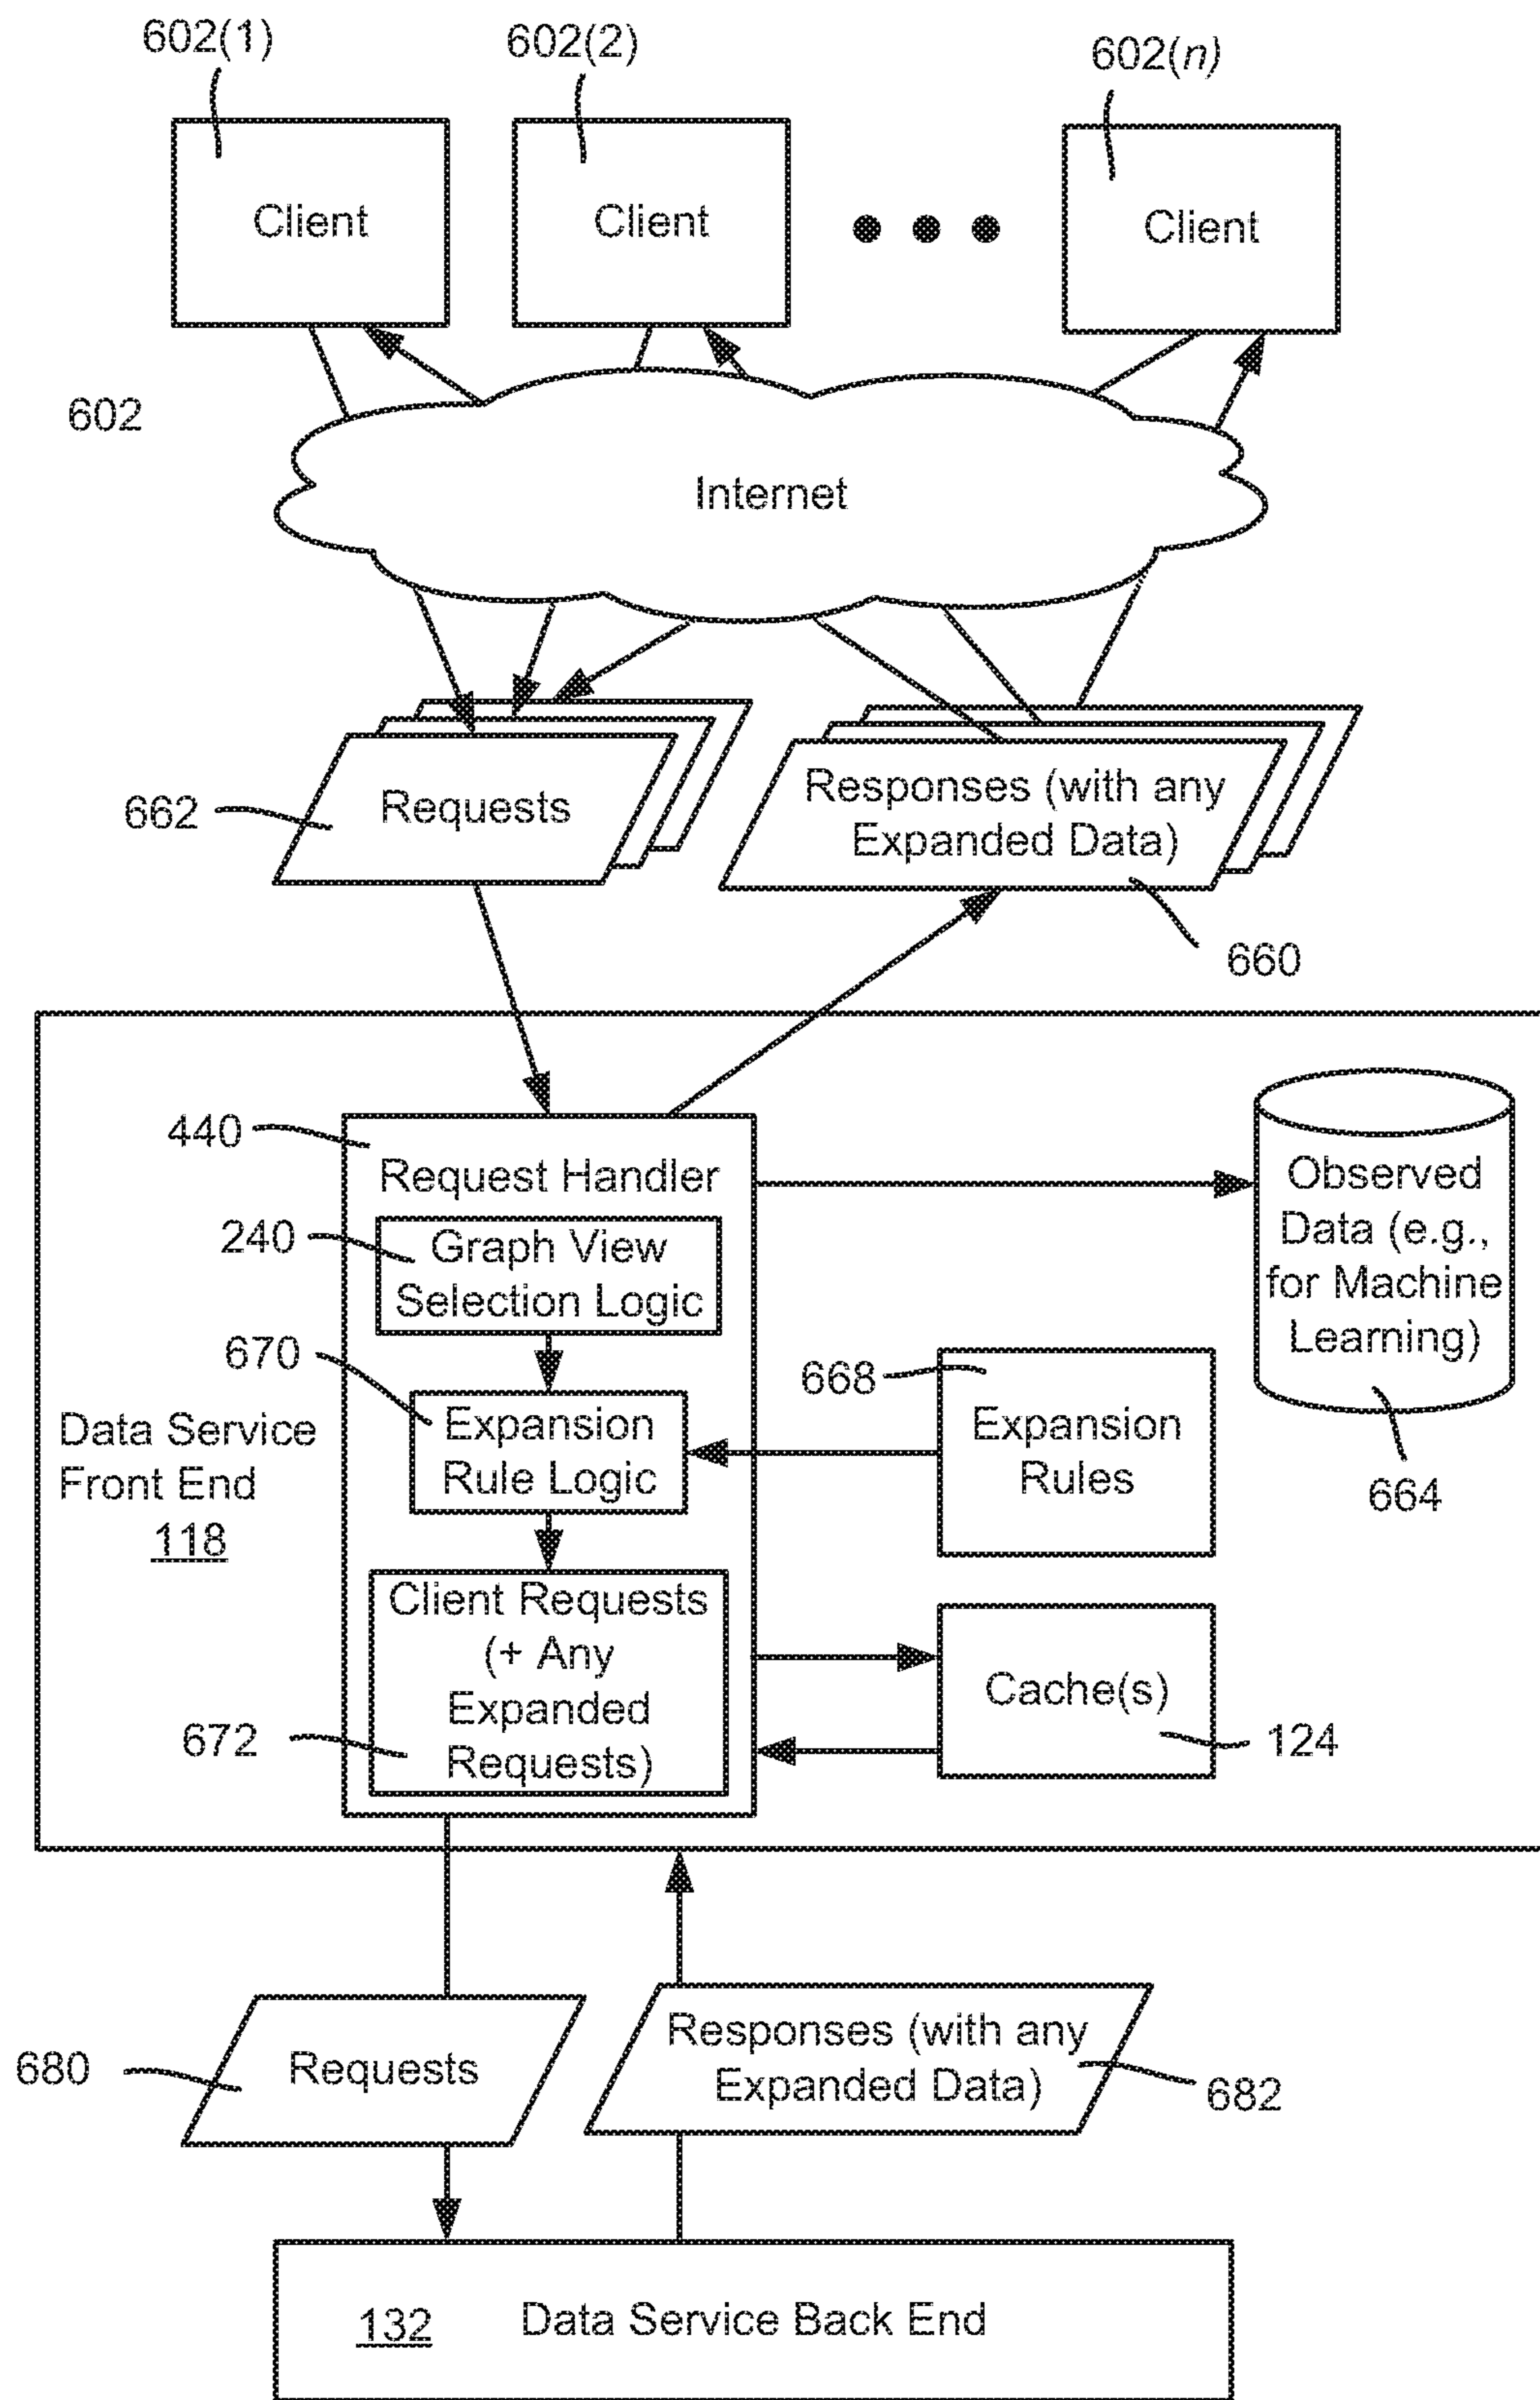 602(1)
602(2)
602(n)
Client
Client
Client
602
Internet
662
Requests
Responses (with any
Expanded Data)
660
440
Request Handler
240
Graph View
Selection Logic
Observed
Data (e.g.,
for Machine
Learning)
664
670
Expansion
Rule Logic
668
Expansion
Rules
Data Service
Front End
118
Client Requests
(+ Any
Expanded
Requests)
672
Cache(s)
124
680
Requests
Responses (with any
Expanded Data)
682
132
Data Service Back End